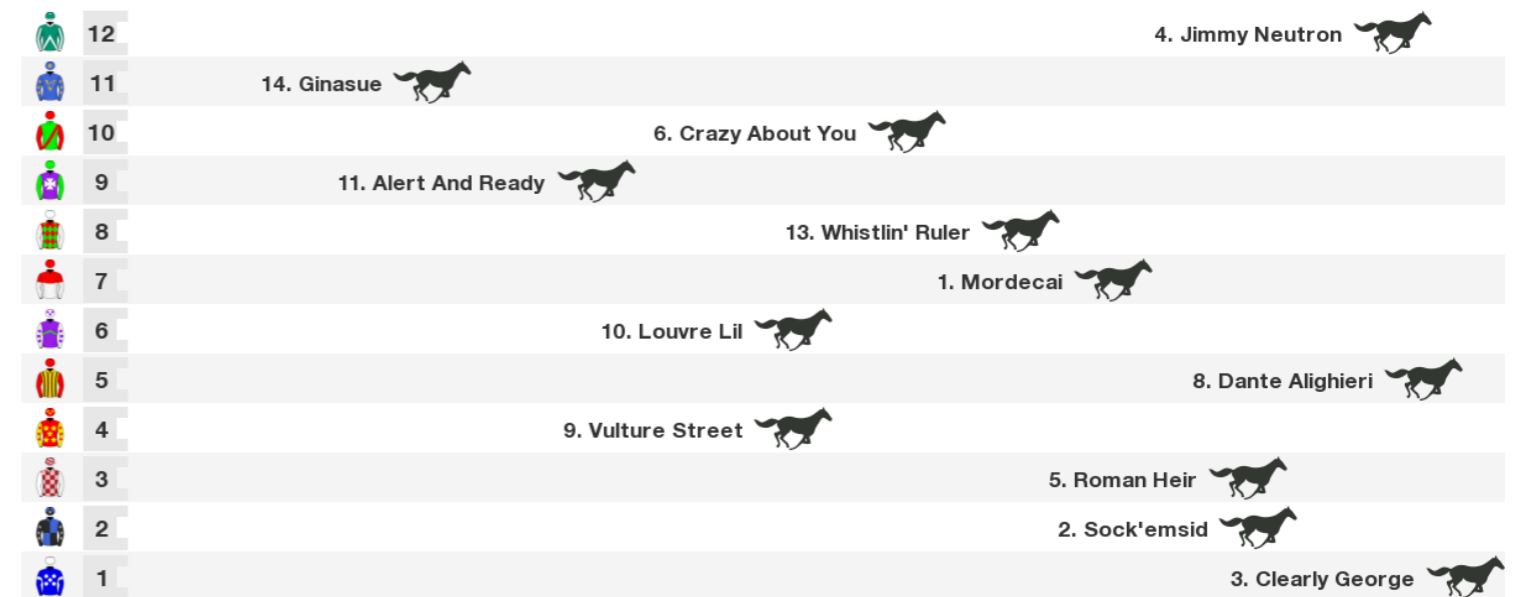 12 4. Jimmy Neutron
11 14. Ginasue
10 6. Crazy About You
9 11. Alert And Ready
8 13. Whistlin' Ruler
7 1. Mordecai
6 10. Louvre Lil
5 8. Dante Alighieri
4 9. Vulture Street
3 5. Roman Heir
2 2. Sock'emsid
1 3. Clearly George